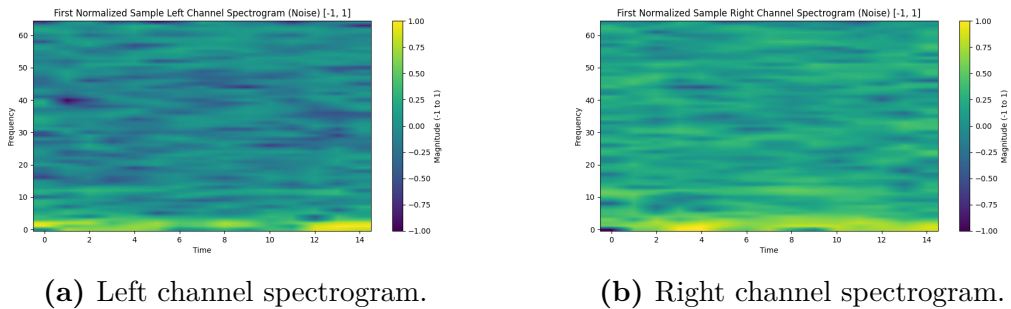 First Normalized Sample Left Channel Spectrogram (Noise) [-1, 1]
60
50
40
30
20
10
0
Frequency
0 2 4 6 8 10 12 14
Time
1.00
0.75
0.50
0.25
0.00
−0.25
−0.50
−0.75
−1.00
Magnitude (-1 to 1)
(a) Left channel spectrogram.
First Normalized Sample Right Channel Spectrogram (Noise) [-1, 1]
60
50
40
30
20
10
0
Frequency
0 2 4 6 8 10 12 14
Time
1.00
0.75
0.50
0.25
0.00
−0.25
−0.50
−0.75
−1.00
Magnitude (-1 to 1)
(b) Right channel spectrogram.